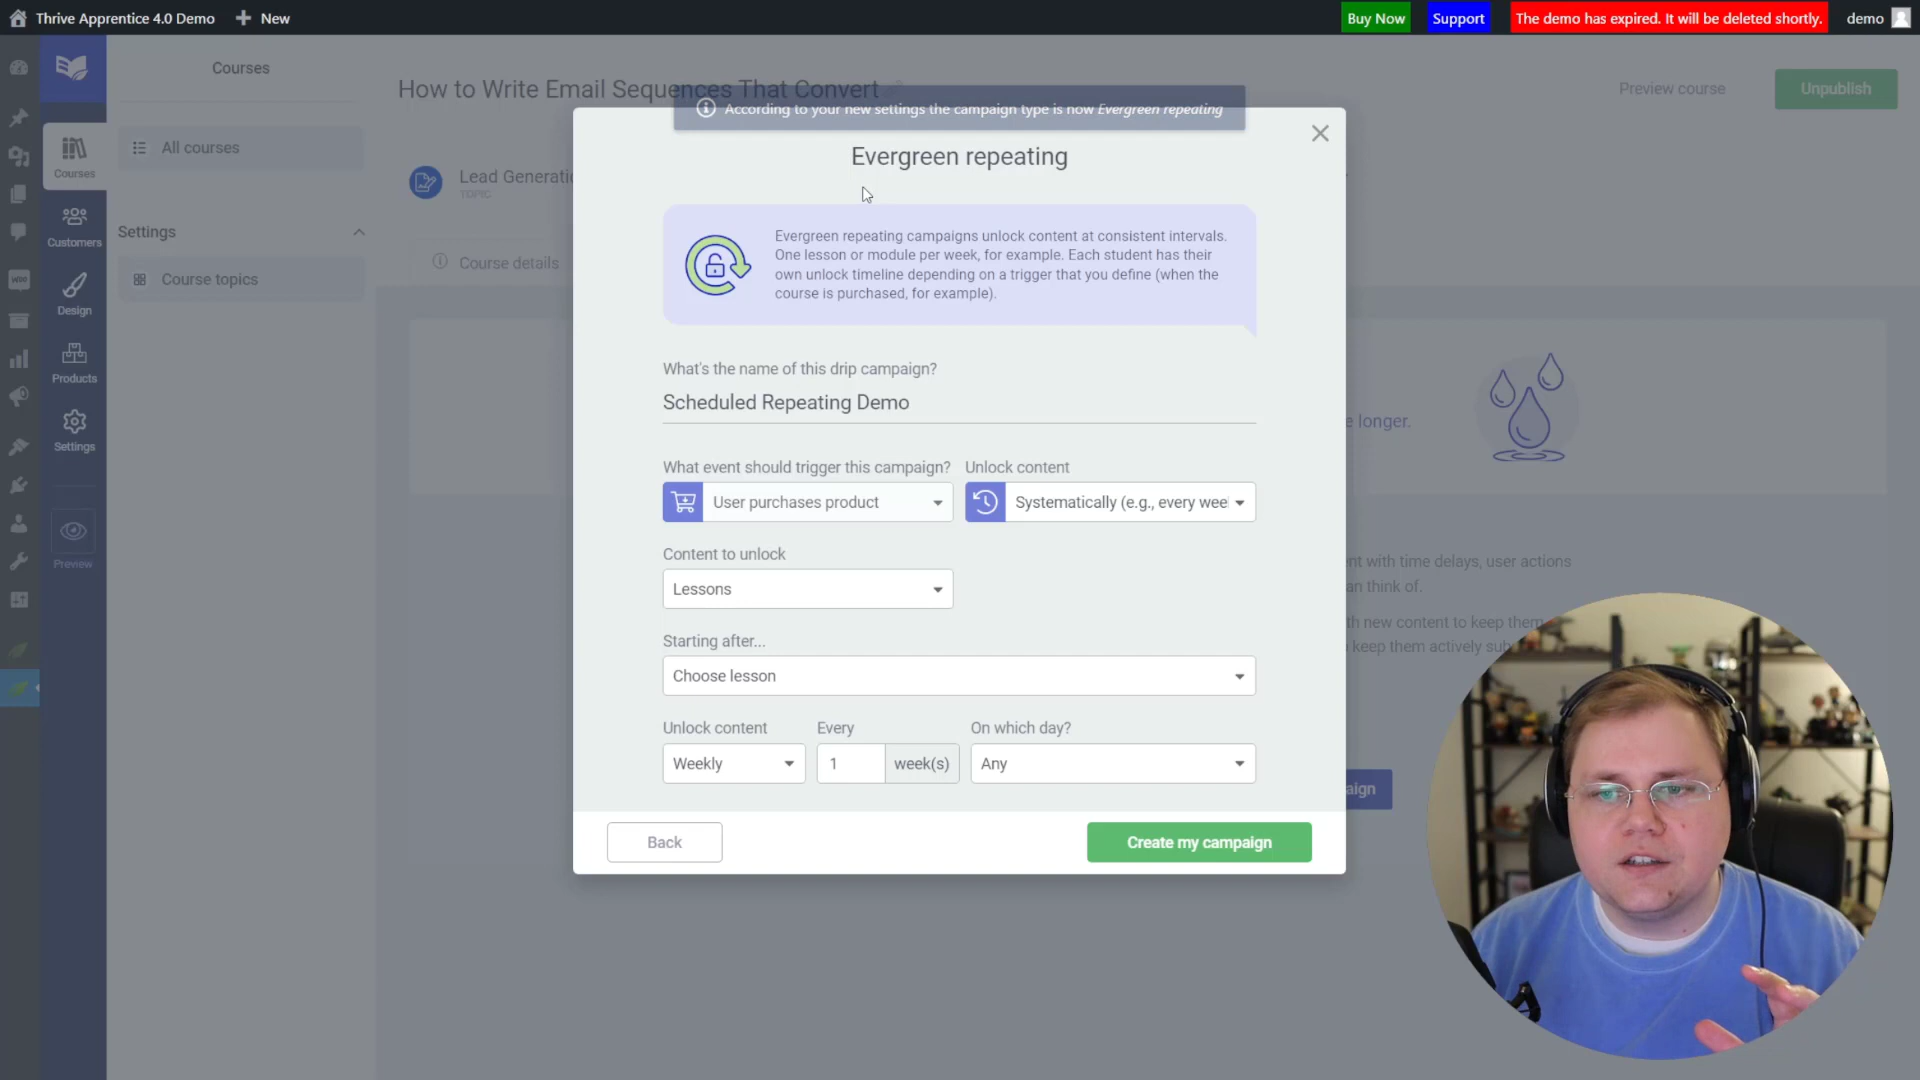 Thrive Apprentice 4.0 Demo
New
Buy Now
Support
The demo has expired. It will be deleted shortly.
demo
Courses
All courses
Settings
Course topics
Courses
Customers
Design
Products
Settings
Preview
woo
How to Write Email Sequences That Convert
Preview course
Unpublish
According to your new settings the campaign type is now Evergreen repeating
Lead Generatio
TOPIC
Course details
Evergreen repeating
Evergreen repeating campaigns unlock content at consistent intervals.
One lesson or module per week, for example. Each student has their
own unlock timeline depending on a trigger that you define (when the
course is purchased, for example).
What's the name of this drip campaign?
Scheduled Repeating Demo
What event should trigger this campaign?
Unlock content
User purchases product
Systematically (e.g., every wee
Content to unlock
Lessons
Starting after...
Choose lesson
Unlock content
Every
On which day?
Weekly
1
week(s)
Any
Back
Create my campaign
e longer.
nt with time delays, user actions
an think of.
th new content to keep them
keep them actively sub
aign